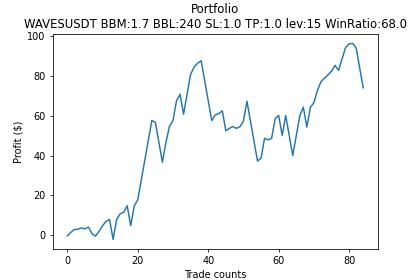 Portfolio
WAVESUSDT BBM:1.7 BBL:240 SL:1.0 TP:1.0 lev:15 WinRatio:68.0
100
80
60
40
20
0
Profit ($)
0
20
40
60
80
Trade counts